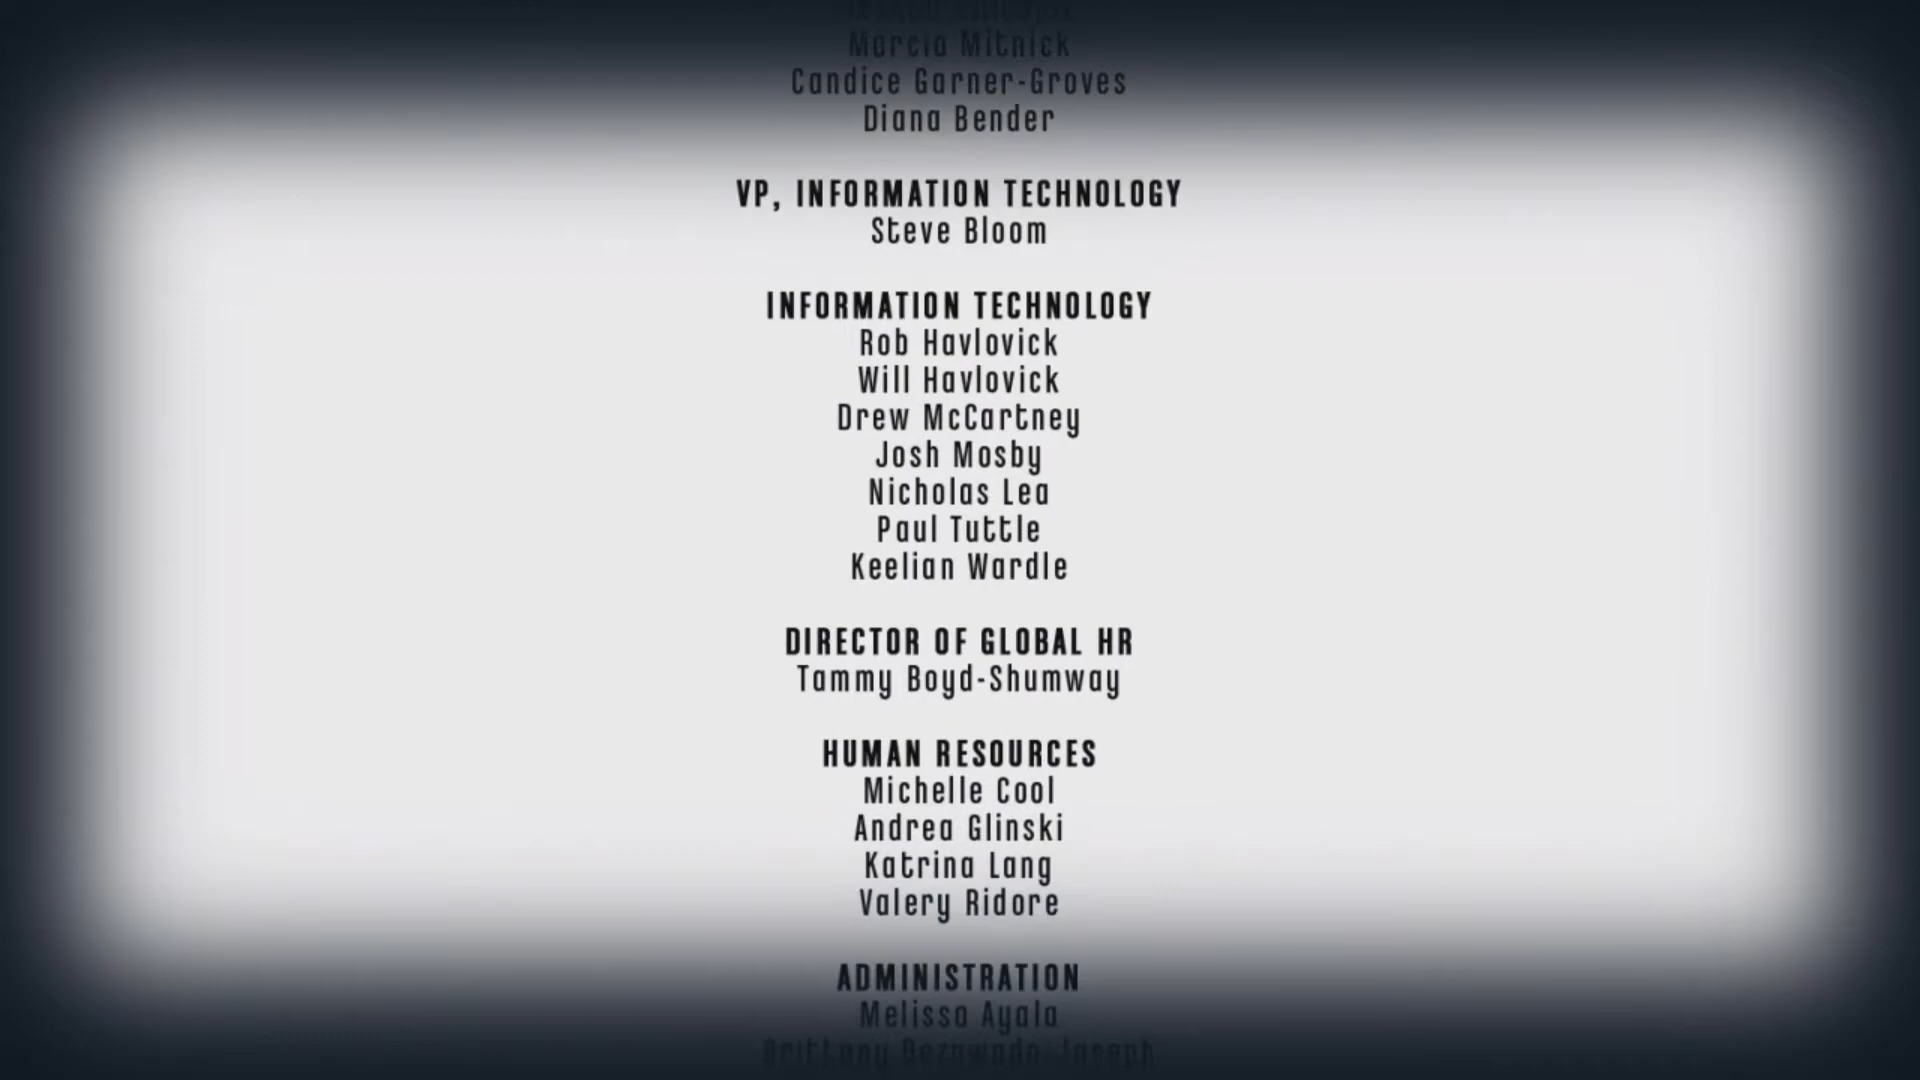 Marcia Mitnick
Candice Garner-Groves
Diana Bender
VP, INFORMATION TECHNOLOGY
Steve Bloom
INFORMATION TECHNOLOGY
Rob Havlovick
Will Havlovick
Drew McCartney
Josh Mosby
Nicholas Lea
Paul Tuttle
Keelian Wardle
DIRECTOR OF GLOBAL HR
Tammy Boyd-Shumway
HUMAN RESOURCES
Michelle Cool
Andrea Glinski
Katrina Lang
Valery Ridore
ADMINISTRATION
Melissa Ayala
Brittany